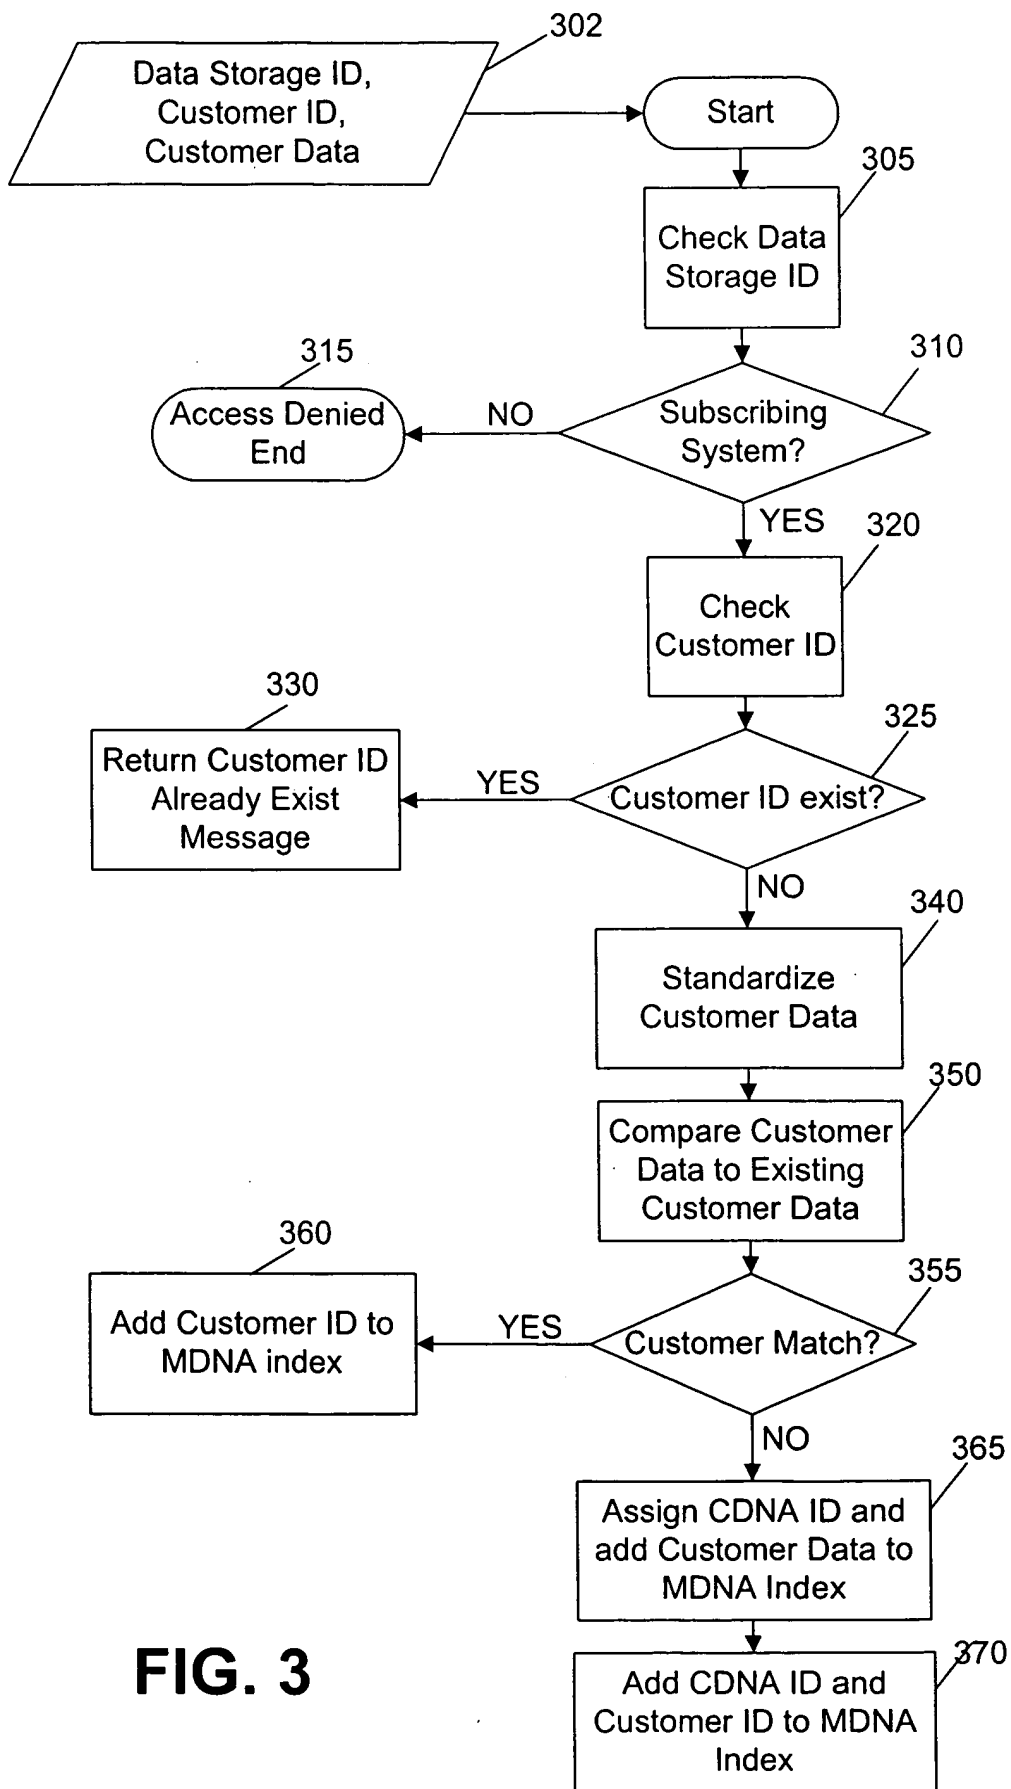 302
Data Storage ID,
Customer ID,
Customer Data
Start
305
Check Data
Storage ID
310
315
Subscribing
System?
NO
Access Denied
End
YES
320
Check
Customer ID
330
325
Return Customer ID
Already Exist
Message
YES
Customer ID exist?
NO
340
Standardize
Customer Data
350
Compare Customer
Data to Existing
Customer Data
360
355
Add Customer ID to
MDNA index
YES
Customer Match?
NO
365
Assign CDNA ID and
add Customer Data to
MDNA Index
370
Add CDNA ID and
Customer ID to MDNA
Index
FIG. 3